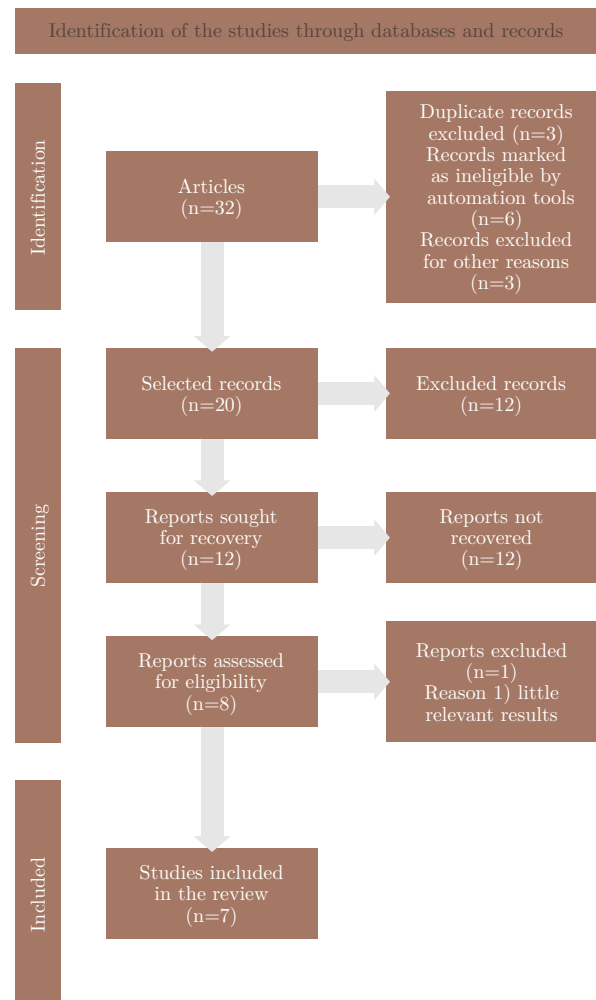 Identification of the studies through databases and records
Identification
Articles
(n=32)
Duplicate records
excluded (n=3)
Records marked
as ineligible by
automation tools
(n=6)
Records excluded
for other reasons
(n=3)
Screening
Selected records
(n=20)
Excluded records
(n=12)
Reports sought
for recovery
(n=12)
Reports not
recovered
(n=12)
Reports assessed
for eligibility
(n=8)
Reports excluded
(n=1)
Reason 1) little
relevant results
Included
Studies included
in the review
(n=7)